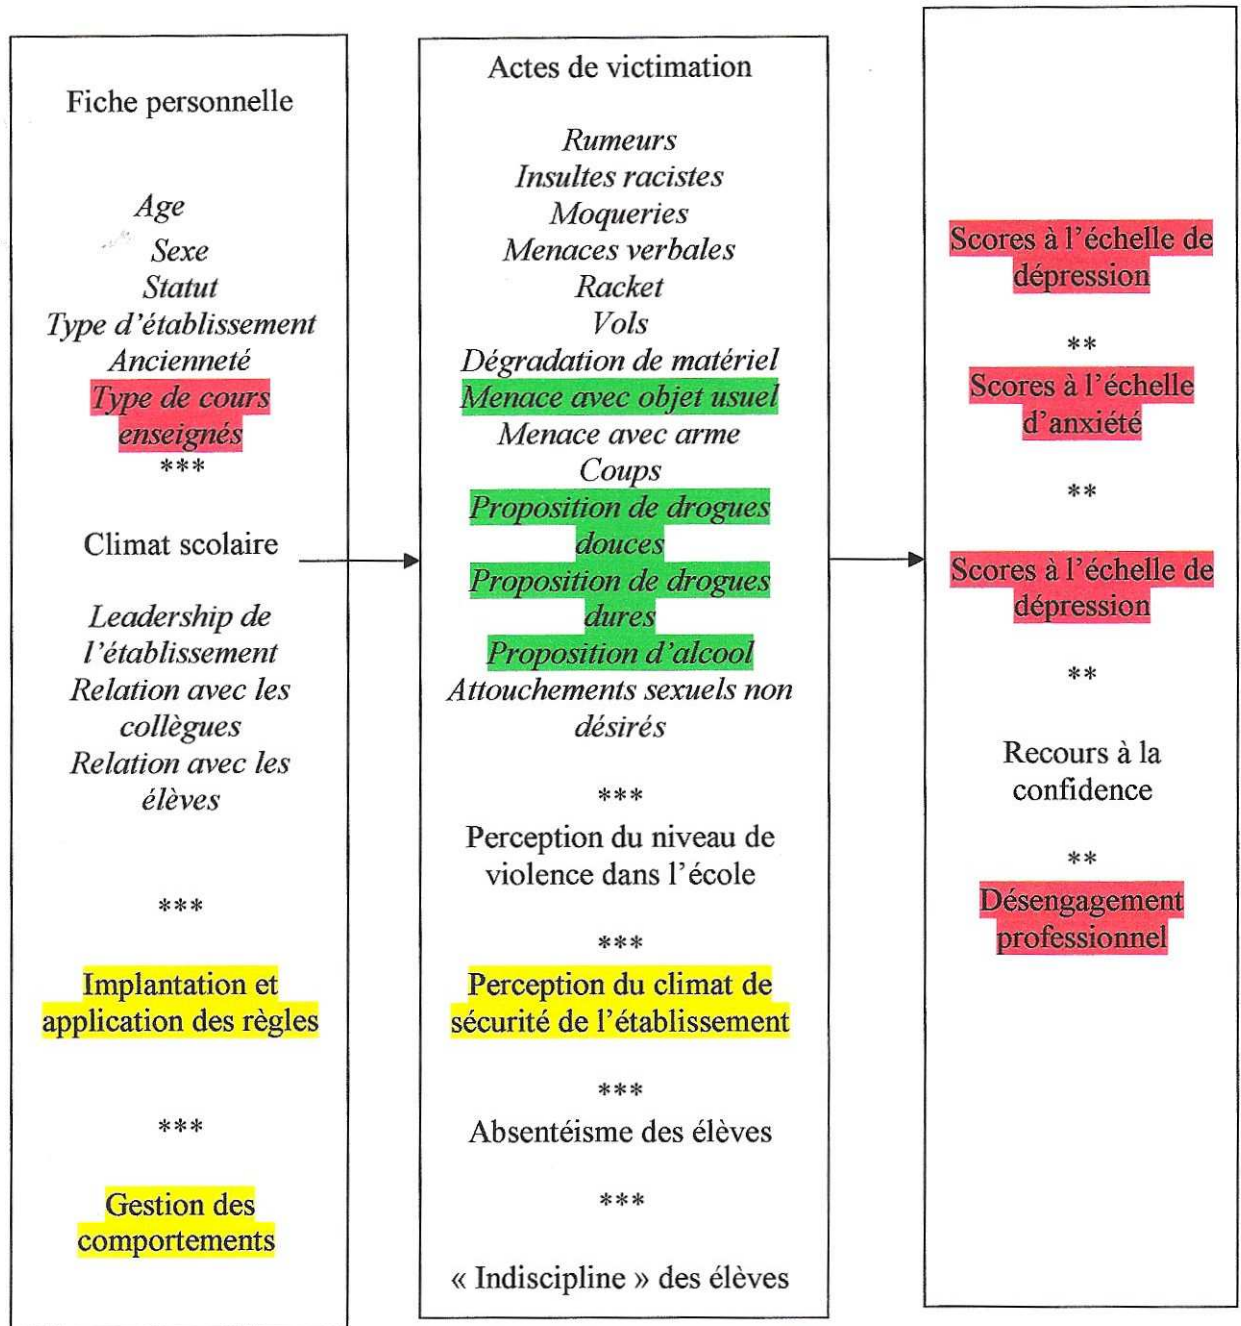 Fiche personnelle
Age
Sexe
Statut
Type d'établissement
Ancienneté
Type de cours
enseignés
***
Climat scolaire
Leadership de
l'établissement
Relation avec les
collègues
Relation avec les
élèves
***
Implantation et
application des règles
***
Gestion des
comportements
Actes de victimation
Rumeurs
Insultes racistes
Moqueries
Menaces verbales
Racket
Vols
Dégradation de matériel
Menace avec objet usuel
Menace avec arme
Coups
Proposition de drogues
douces
Proposition de drogues
dures
Proposition d'alcool
Attouchements sexuels non
désirés
***
Perception du niveau de
violence dans l'école
***
Perception du climat de
sécurité de l'établissement
***
Absentéisme des élèves
***
« Indiscipline » des élèves
Scores à l'échelle de
dépression
**
Scores à l'échelle
d'anxiété
**
Scores à l'échelle de
dépression
**
Recours à la
confidence
**
Désengagement
professionnel